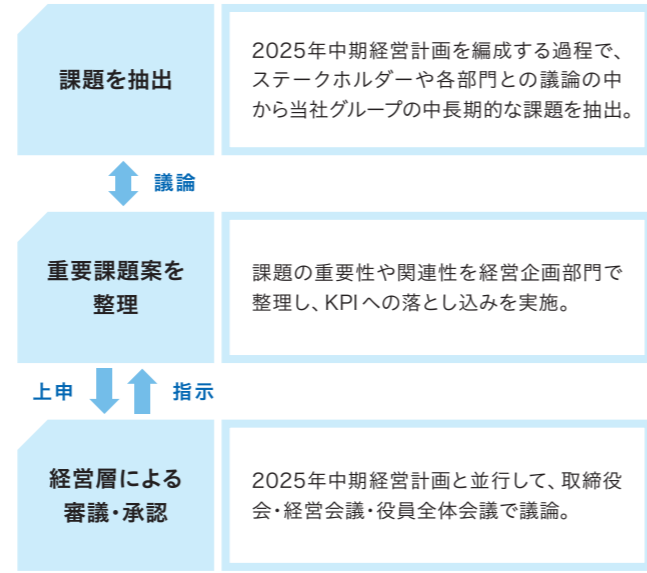 課題を抽出
2025年中期経営計画を編成する過程で、
ステークホルダーや各部門との議論の中
から当社グループの中長期的な課題を抽出。
議論
重要課題案を
整理
課題の重要性や関連性を経営企画部門で
整理し、KPIへの落とし込みを実施。
上申
指示
経営層による
審議・承認
2025年中期経営計画と並行して、取締役
会・経営会議・役員全体会議で議論。